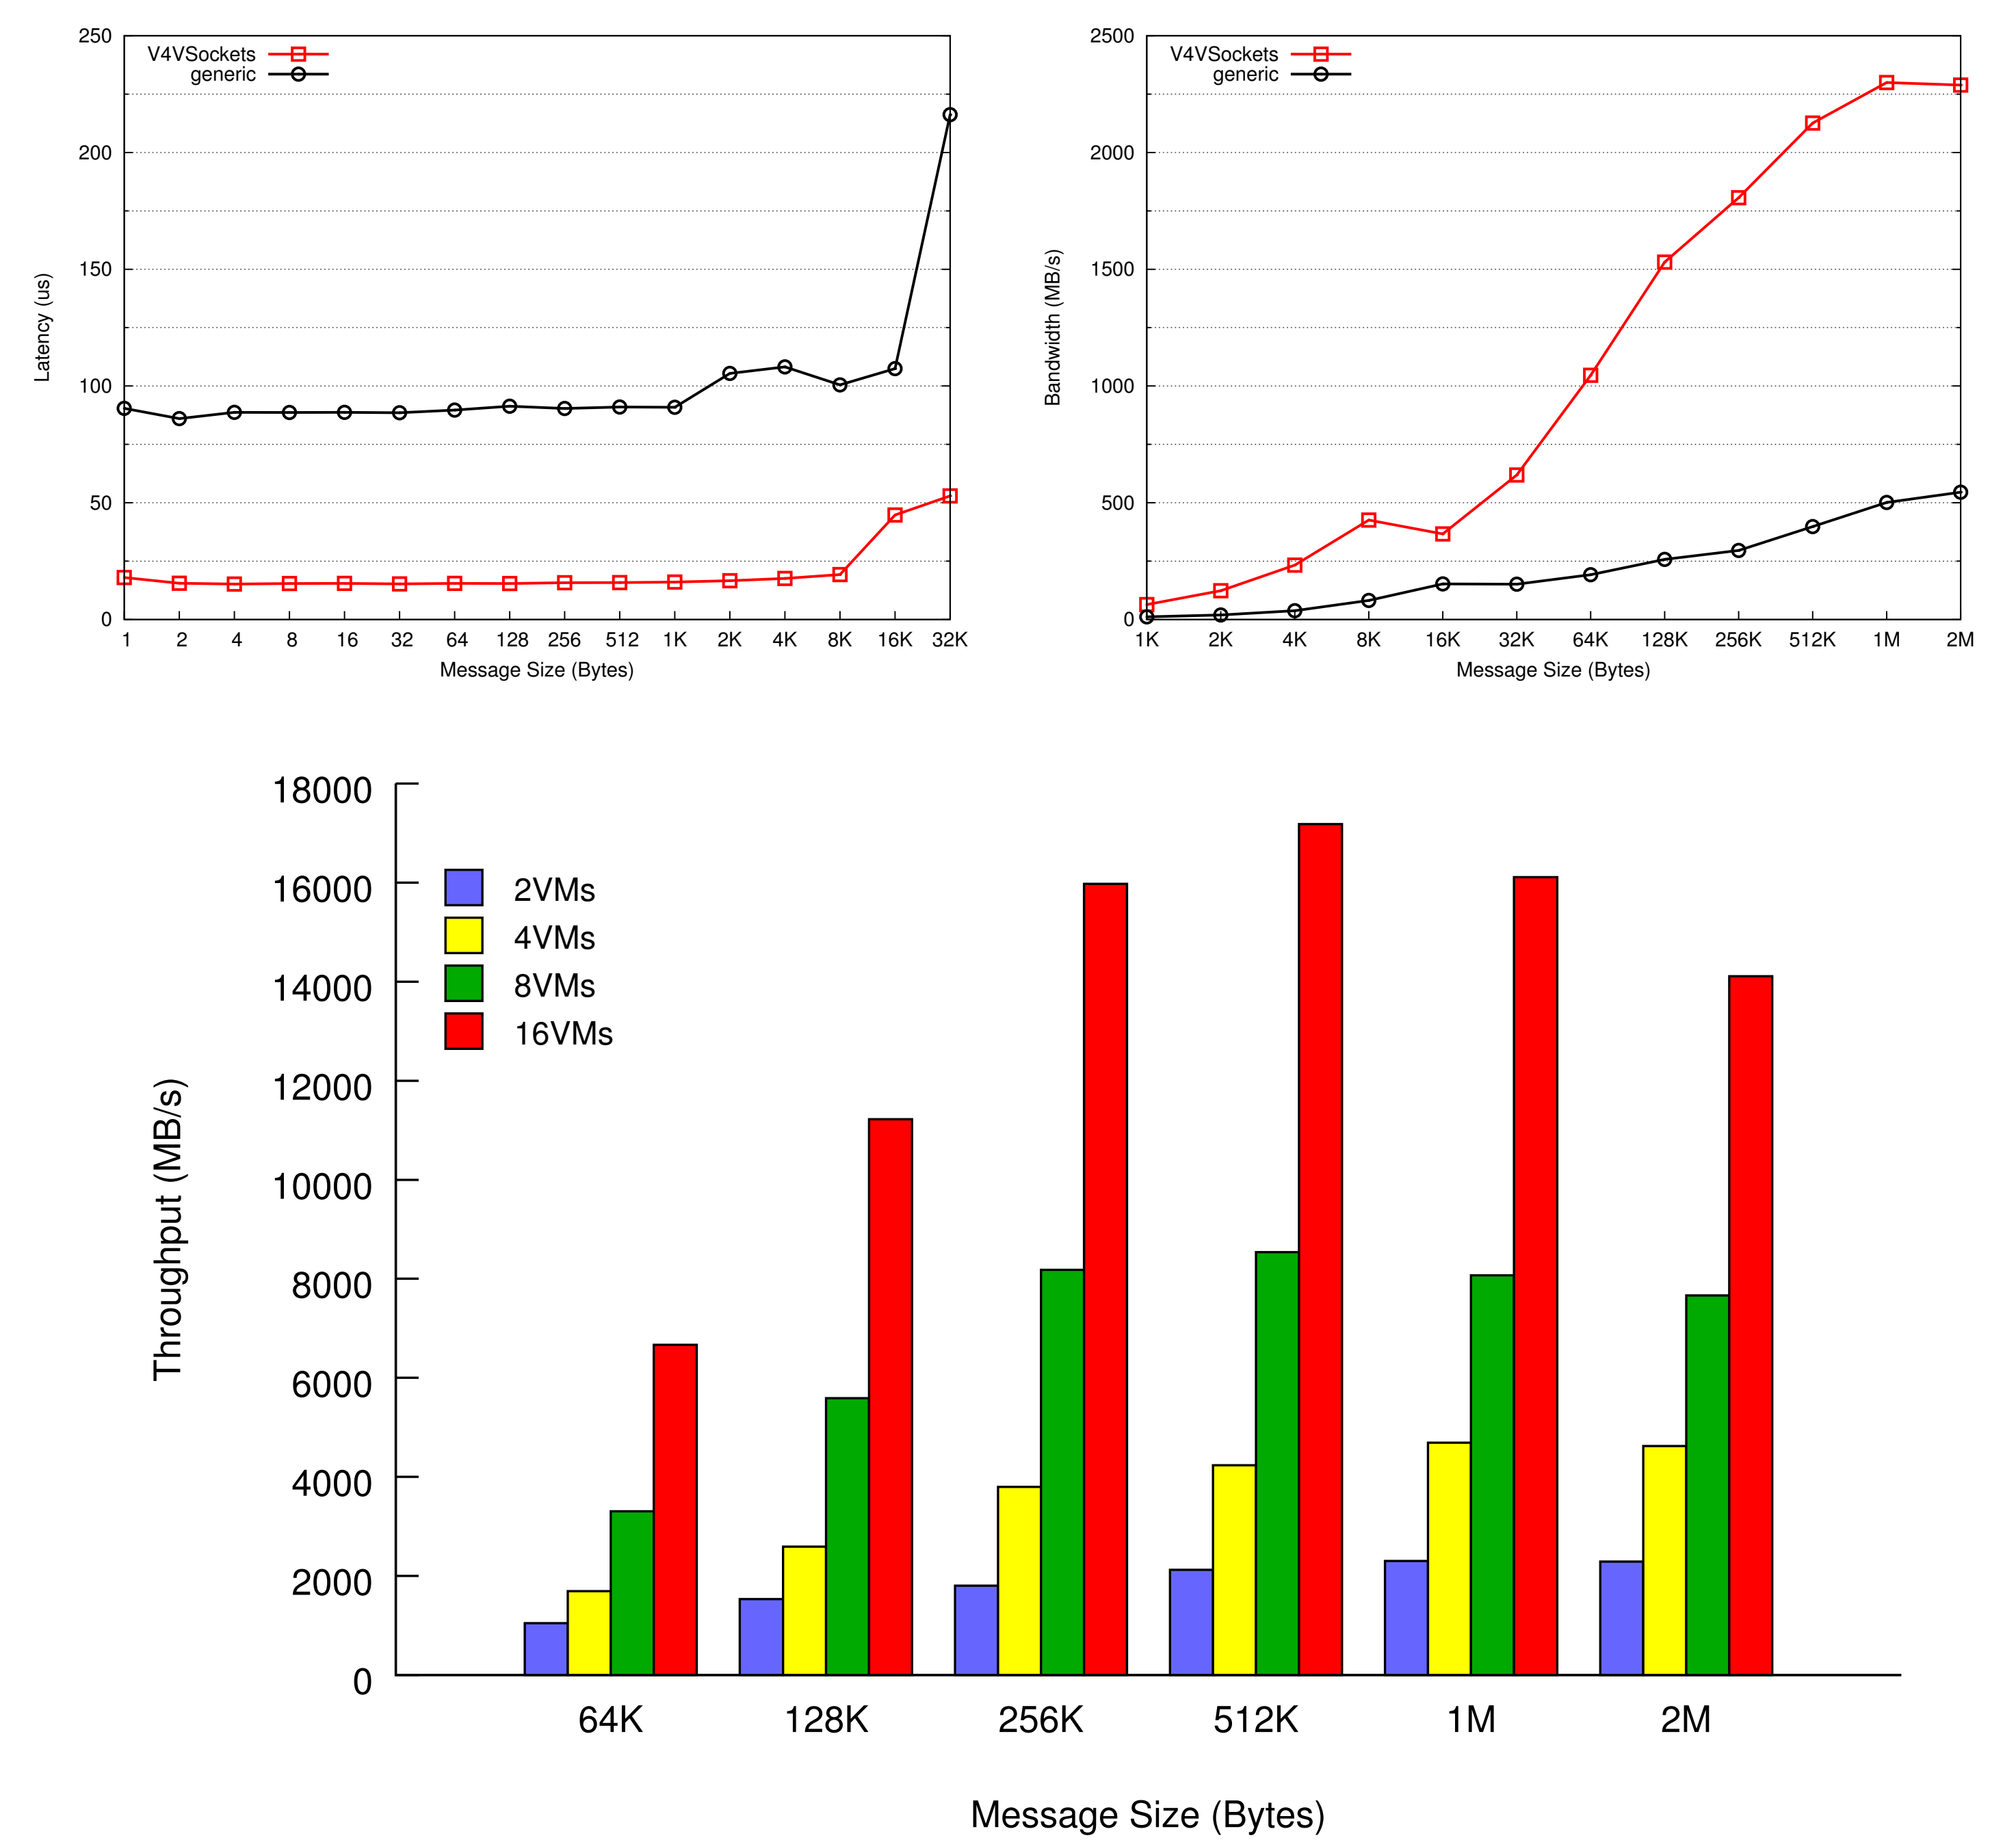 250
200
150
100
50
0
Latency (us)
V4VSockets
generic
1 2 4 8 16 32 64 128 256 512 1K 2K 4K 8K 16K 32K
Message Size (Bytes)
2500
2000
1500
1000
500
0
Bandwidth (MB/s)
V4VSockets
generic
1K 2K 4K 8K 16K 32K 64K 128K 256K 512K 1M 2M
Message Size (Bytes)
18000
16000
14000
12000
10000
8000
6000
4000
2000
0
Throughput (MB/s)
2VMs
4VMs
8VMs
16VMs
64K 128K 256K 512K 1M 2M
Message Size (Bytes)